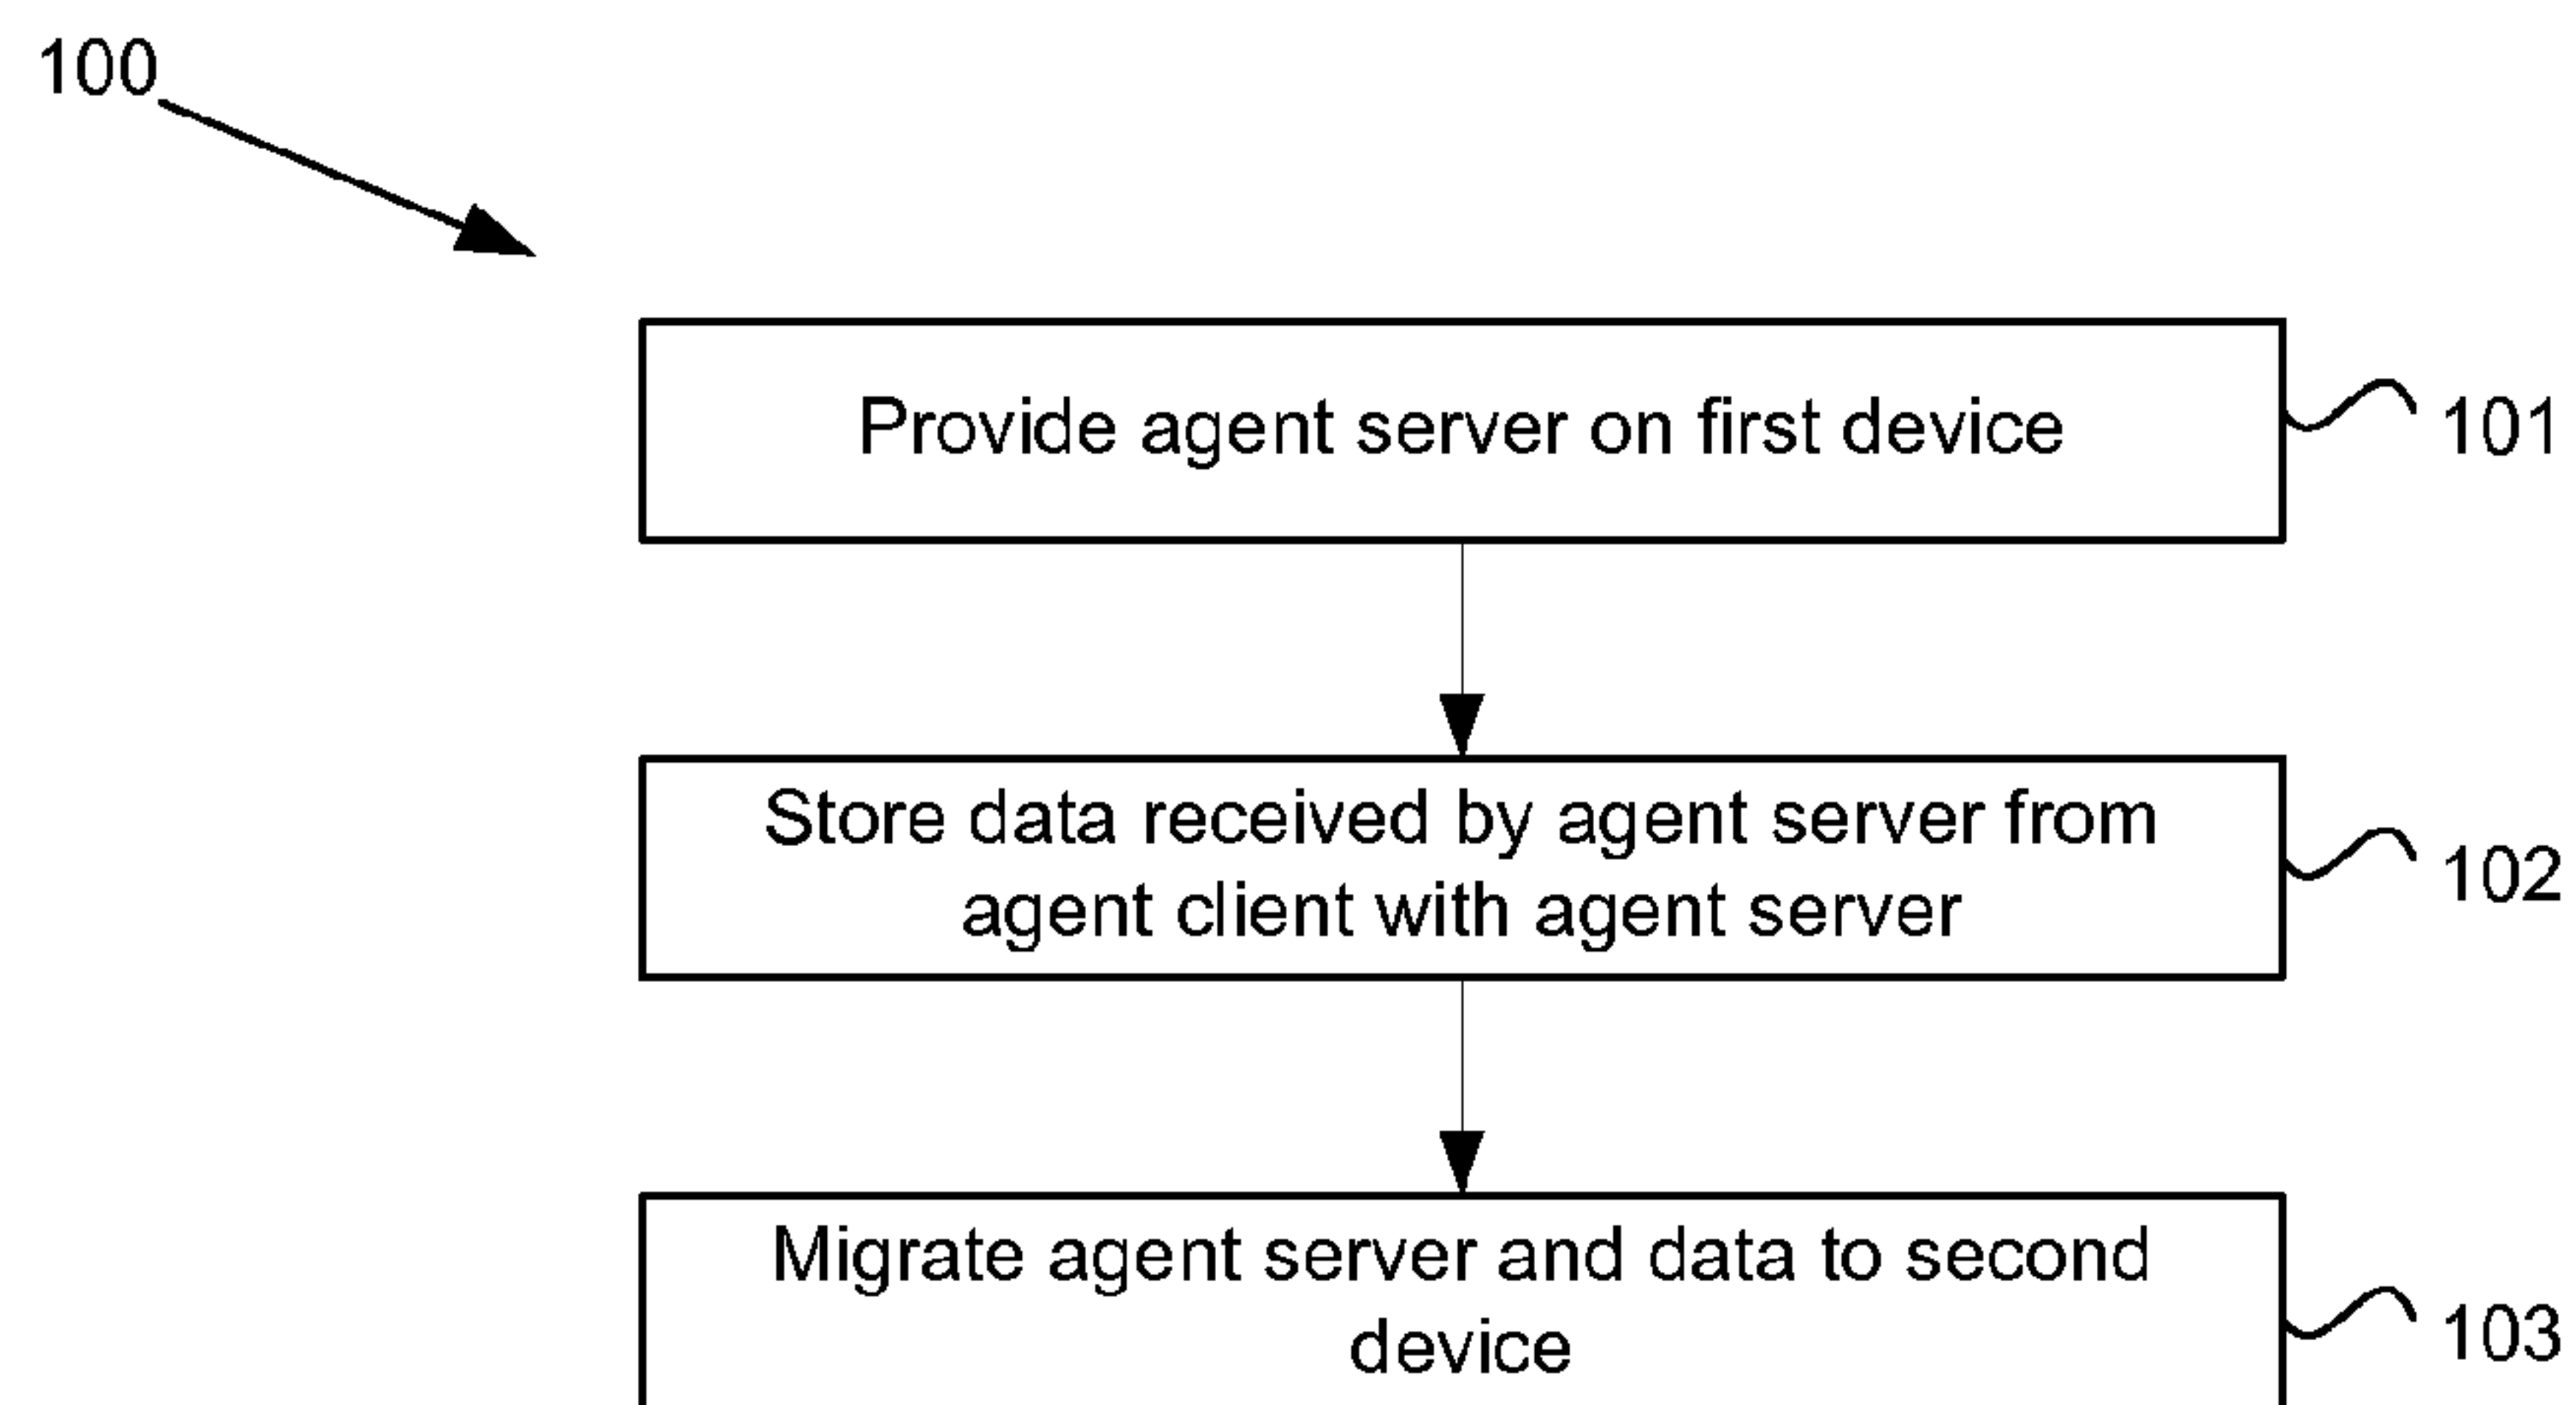 100
Provide agent server on first device
101
Store data received by agent server from
agent client with agent server
102
Migrate agent server and data to second
device
103